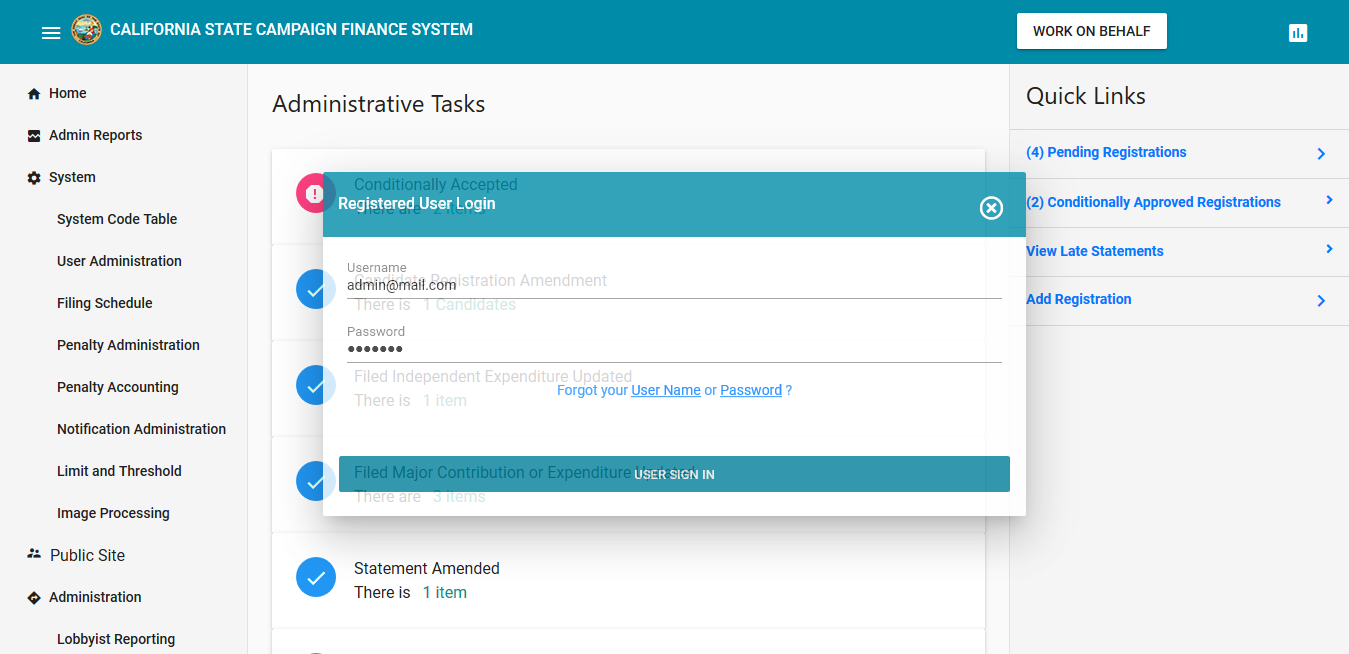 CALIFORNIA STATE CAMPAIGN FINANCE SYSTEM
WORK ON BEHALF
Home
Admin Reports
System
System Code Table
User Administration
Filing Schedule
Penalty Administration
Penalty Accounting
Notification Administration
Limit and Threshold
Image Processing
Public Site
Administration
Lobbyist Reporting
Administrative Tasks
Conditionally Accepted
There are 2 items
Registered User Login
Username
admin@mail.com
Candidate Registration Amendment
There is 1 Candidates
Password
•••••••
Filed Independent Expenditure Updated
There is 1 item
Forgot your User Name or Password ?
Filed Major Contribution or Expenditure Updated
USER SIGN IN
There are 3 items
Statement Amended
There is 1 item
Quick Links
(4) Pending Registrations
(2) Conditionally Approved Registrations
View Late Statements
Add Registration